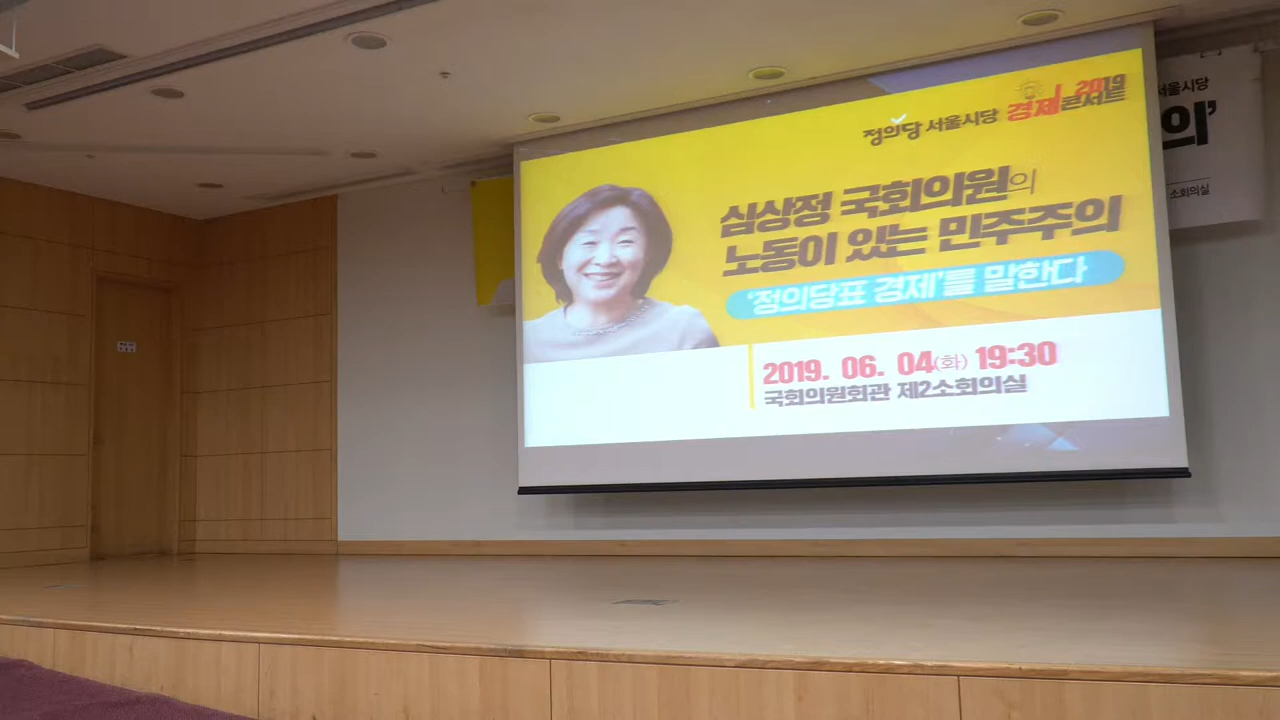 정의당 서울시당 2019 경제콘서트
심상정 국회의원의
노동이 있는 민주주의
'정의당표 경제'를 말한다
2019. 06. 04(화) 19:30
국회의원회관 제2소회의실
서울시당
의'
소회의실